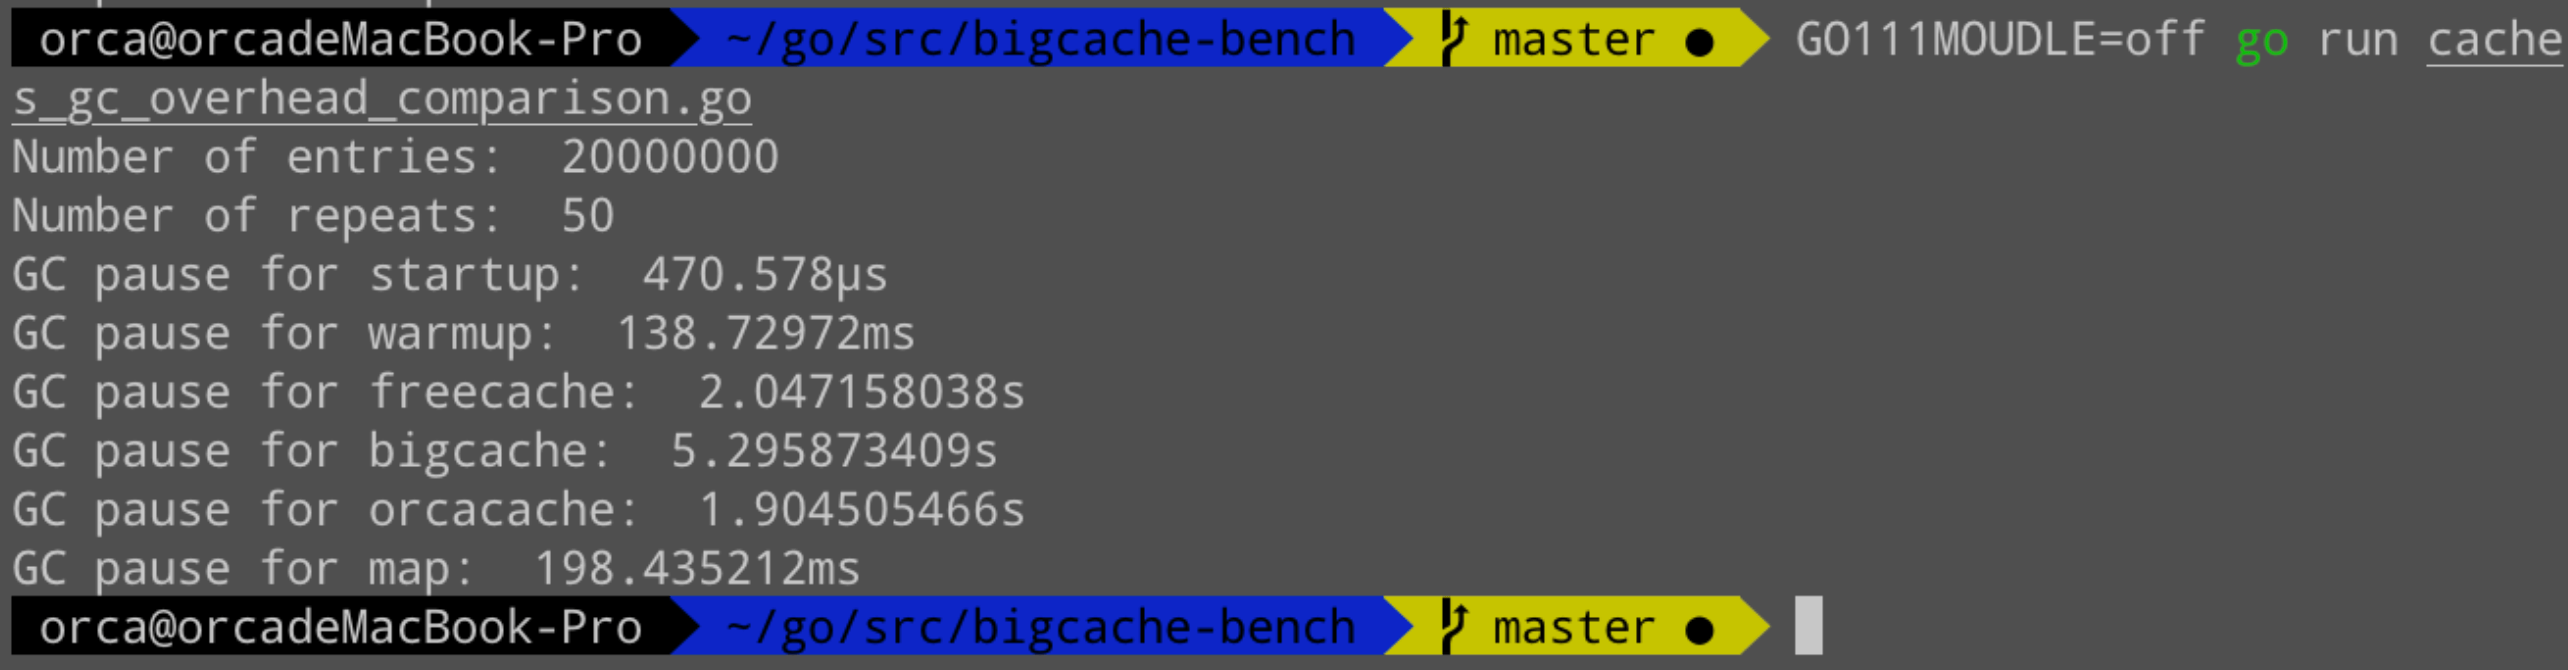 orca@orcadeMacBook-Pro ~/go/src/bigcache-bench master ● GO111MOUDLE=off go run cache
s_gc_overhead_comparison.go
Number of entries:  20000000
Number of repeats:  50
GC pause for startup:  470.578µs
GC pause for warmup:  138.72972ms
GC pause for freecache:  2.047158038s
GC pause for bigcache:  5.295873409s
GC pause for orcacache:  1.904505466s
GC pause for map:  198.435212ms
orca@orcadeMacBook-Pro ~/go/src/bigcache-bench master ●